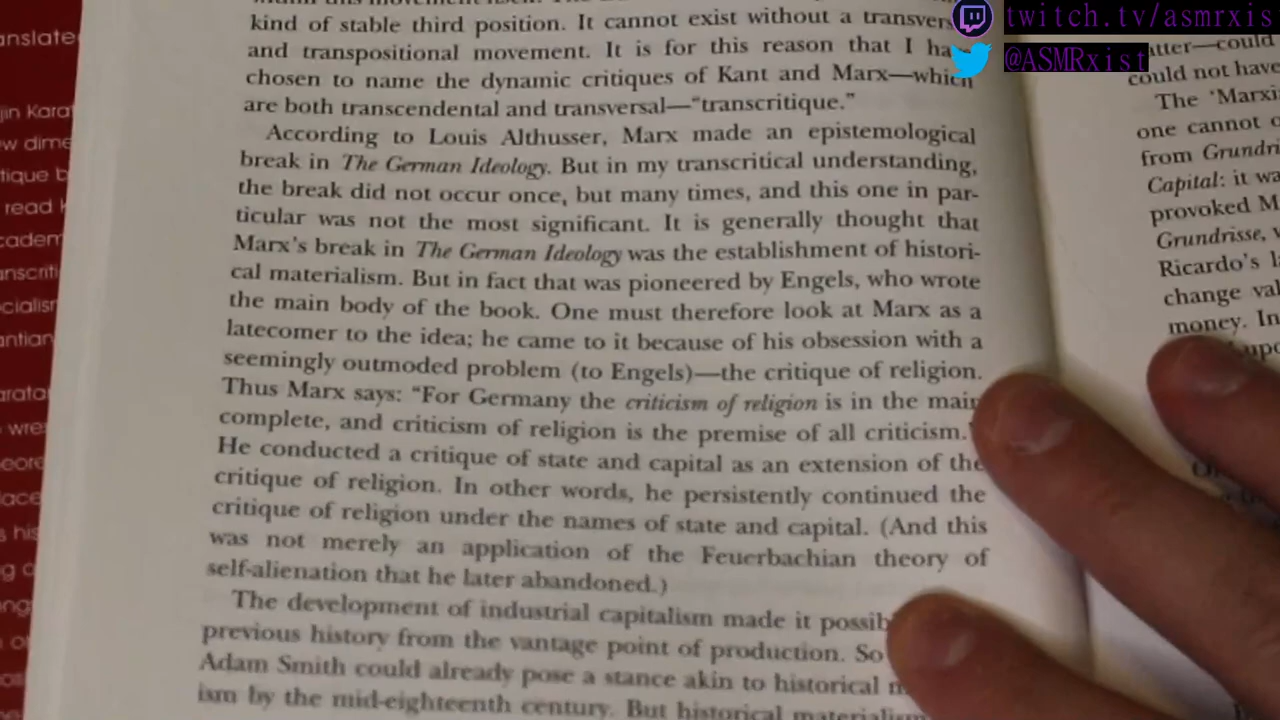 kind of stable third position. It cannot exist without a
and transpositional movement. It is for this reason that I
chosen to name the dynamic critiques of Kant and Marx—which
are both transcendental and transversal—“transcritique.”
According to Louis Althusser, Marx made an epistemological
break in The German Ideology. But in my transcritical understanding,
the break did not occur once, but many times, and this one in par-
ticular was not the most significant. It is generally thought that
Marx’s break in The German Ideology was the establishment of histori-
cal materialism. But in fact that was pioneered by Engels, who wrote
the main body of the book. One must therefore look at Marx as a
latecomer to the idea; he came to it because of his obsession with a
seemingly outmoded problem (to Engels)—the critique of religion.
Thus Marx says: “For Germany the criticism of religion is in the main
complete, and criticism of religion is the premise of all criticism.”
He conducted a critique of state and capital as an extension of the
critique of religion. In other words, he persistently continued the
critique of religion under the names of state and capital. (And this
was not merely an application of the Feuerbachian theory of
self-alienation that he later abandoned.)
The development of industrial capitalism made it
previous history from the vantage point of production. So
Adam Smith could already pose a stance akin to historical
ism by the mid-eighteenth century. But historical
twitch.tv/asmrxis
@ASMRxist
could
could not have
The ‘Marxi
one cannot
from Grundri
Capital: it wa
provoked M
Grundrisse,
Ricardo’s
change val
money. In